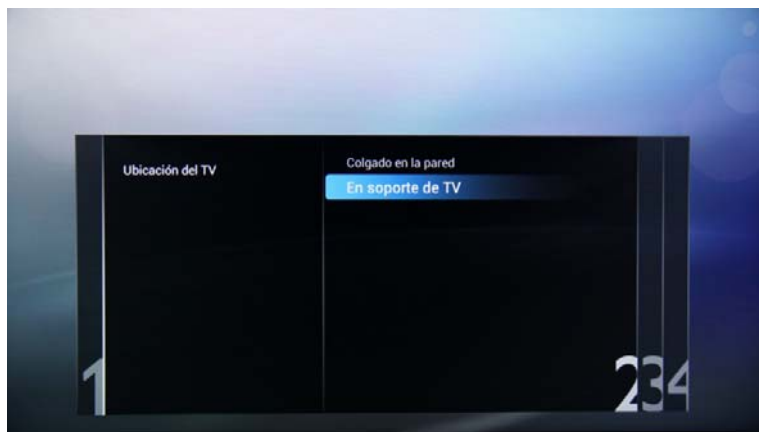 Ubicación del TV
Colgado en la pared
En soporte de TV
1
2
3
4